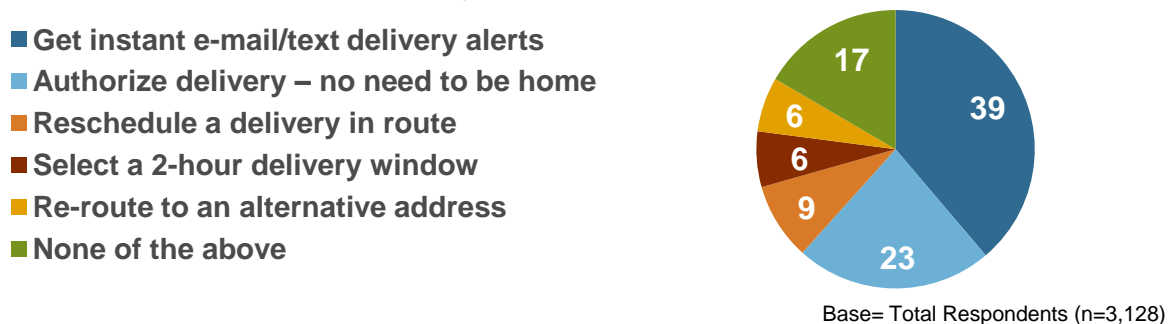 Get instant e-mail/text delivery alerts
Authorize delivery – no need to be home
Reschedule a delivery in route
Select a 2-hour delivery window
Re-route to an alternative address
None of the above
17
39
6
6
9
23
Base= Total Respondents (n=3,128)